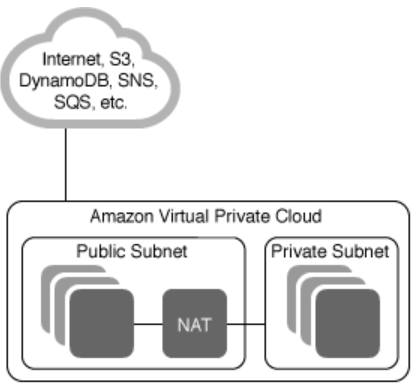 Internet, S3,
DynamoDB, SNS,
SQS, etc.
Amazon Virtual Private Cloud
Public Subnet
Private Subnet
NAT